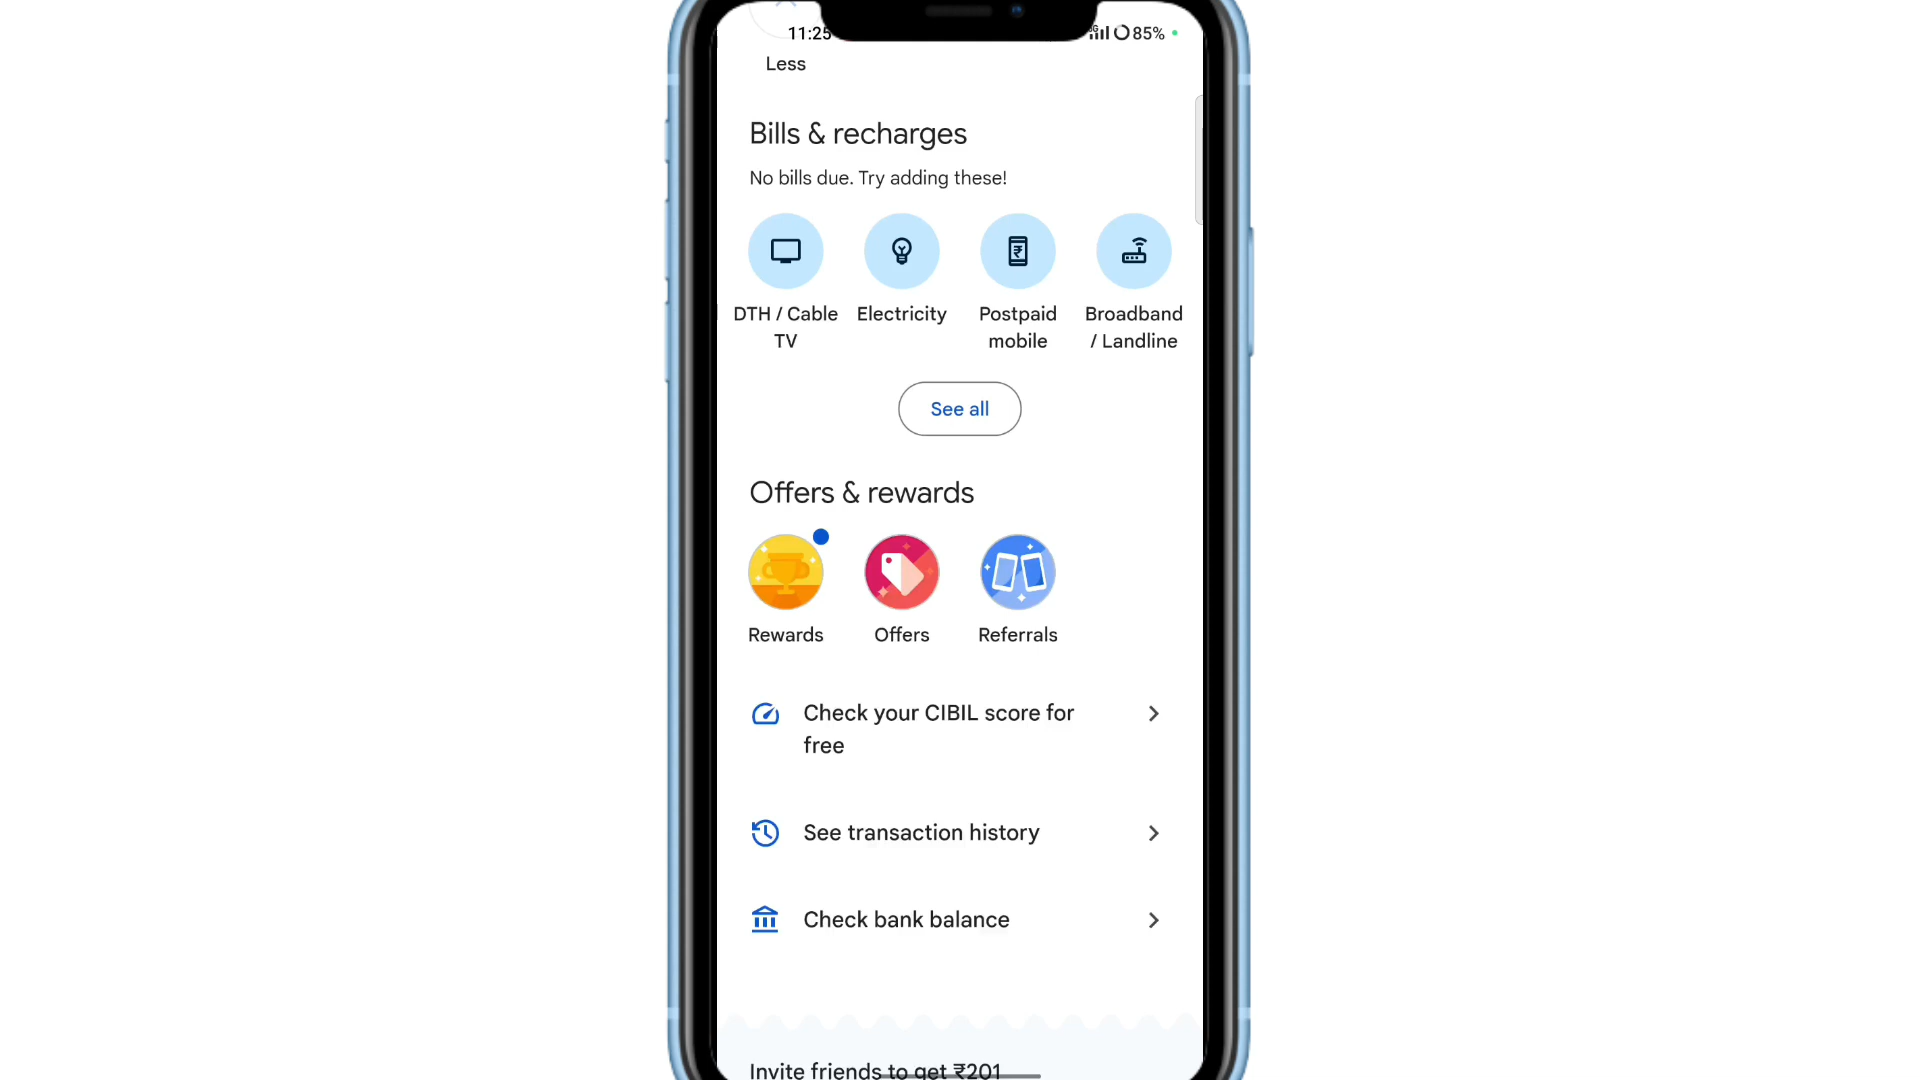 11:25
85%
Less
Bills & recharges
No bills due. Try adding these!
DTH / Cable
TV
Electricity
Postpaid
mobile
Broadband
/ Landline
See all
Offers & rewards
Rewards
Offers
Referrals
Check your CIBIL score for
free
See transaction history
Check bank balance
Invite friends to get ₹201